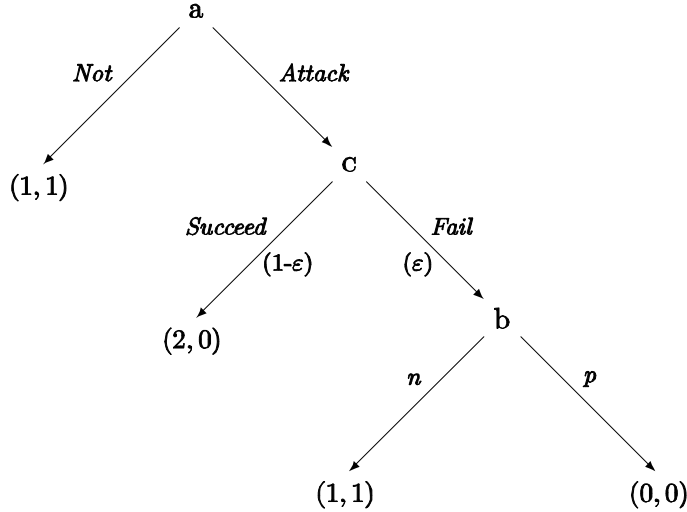 a
Not Attack
(1, 1)
c
Succeed Fail
(1-ε) (ε)
(2, 0)
b
n p
(1, 1) (0, 0)